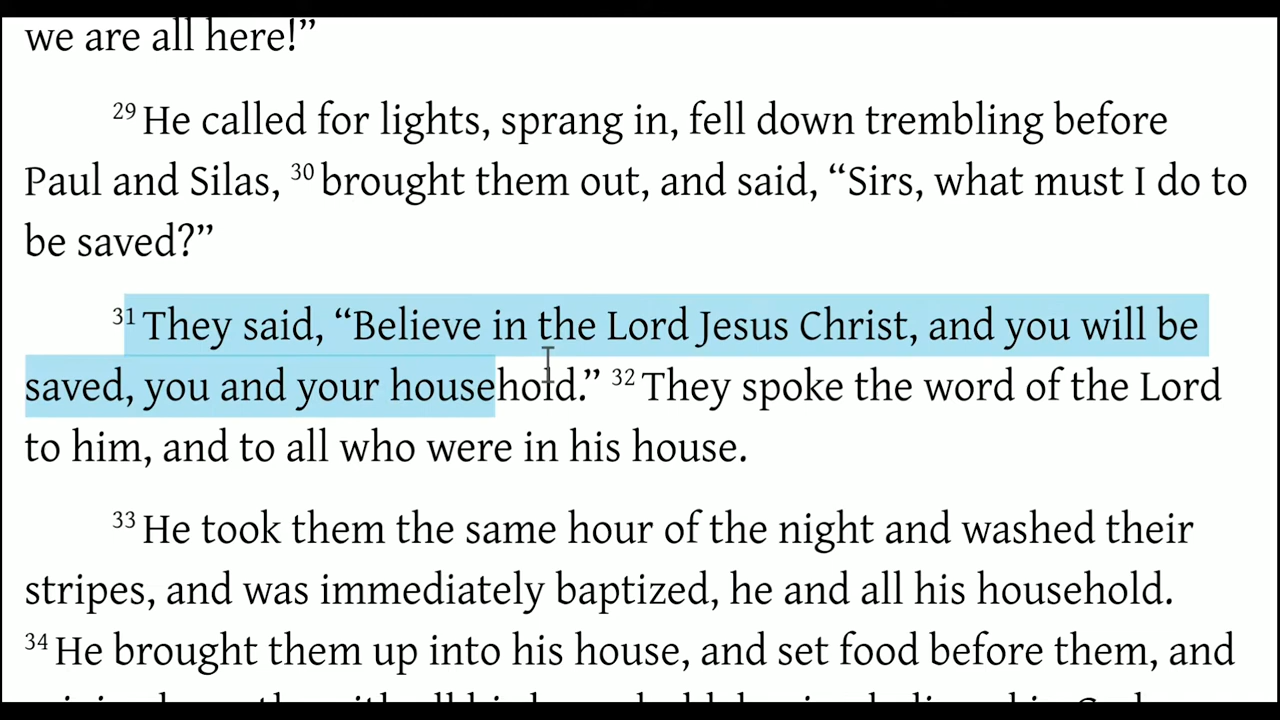 we are all here!”
29 He called for lights, sprang in, fell down trembling before
Paul and Silas, 30 brought them out, and said, “Sirs, what must I do to
be saved?”
31 They said, “Believe in the Lord Jesus Christ, and you will be
saved, you and your household.” 32 They spoke the word of the Lord
to him, and to all who were in his house.
33 He took them the same hour of the night and washed their
stripes, and was immediately baptized, he and all his household.
34 He brought them up into his house, and set food before them, and